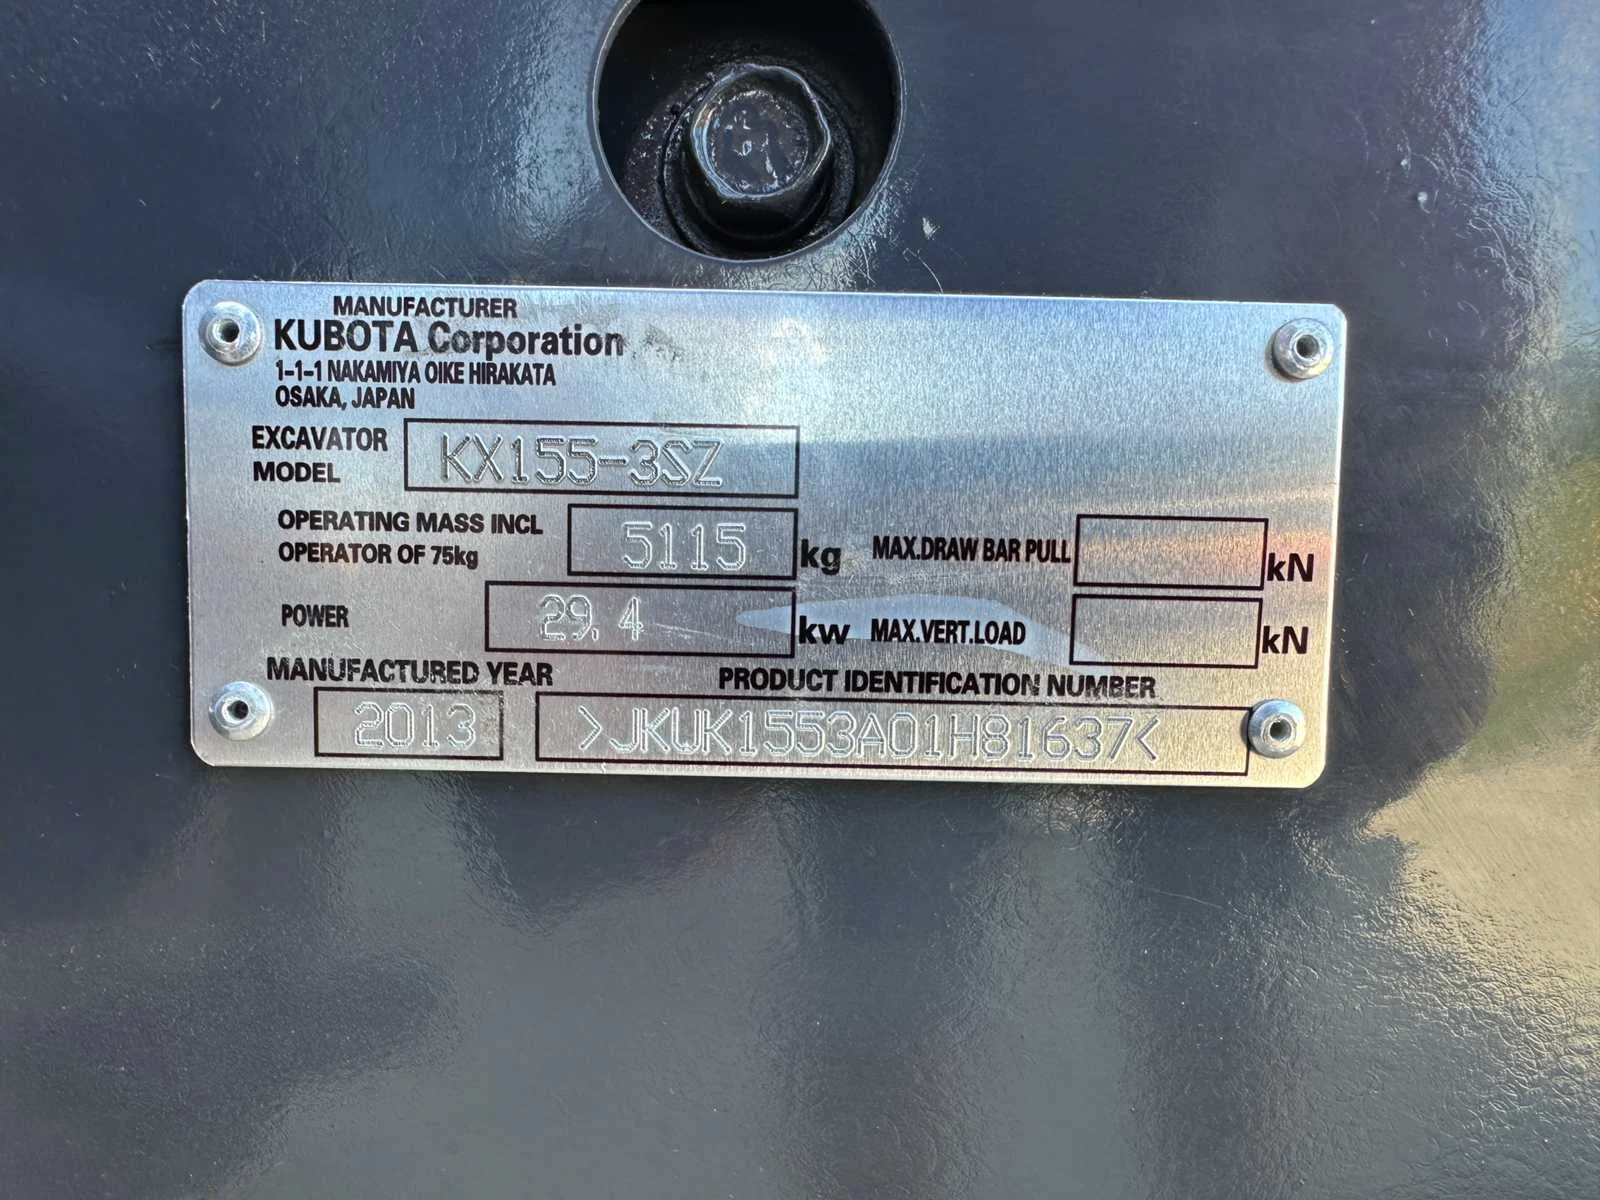 MANUFACTURER
KUBOTA Corporation
1-1-1 NAKAMIYA OIKE HIRAKATA
OSAKA, JAPAN
EXCAVATOR MODEL KX155-3SZ
OPERATING MASS INCL OPERATOR OF 75kg 5115 kg MAX.DRAW BAR PULL kN
POWER 29.4 kw MAX.VERT.LOAD kN
MANUFACTURED YEAR PRODUCT IDENTIFICATION NUMBER
2013 >JKUK1553A01H81637<